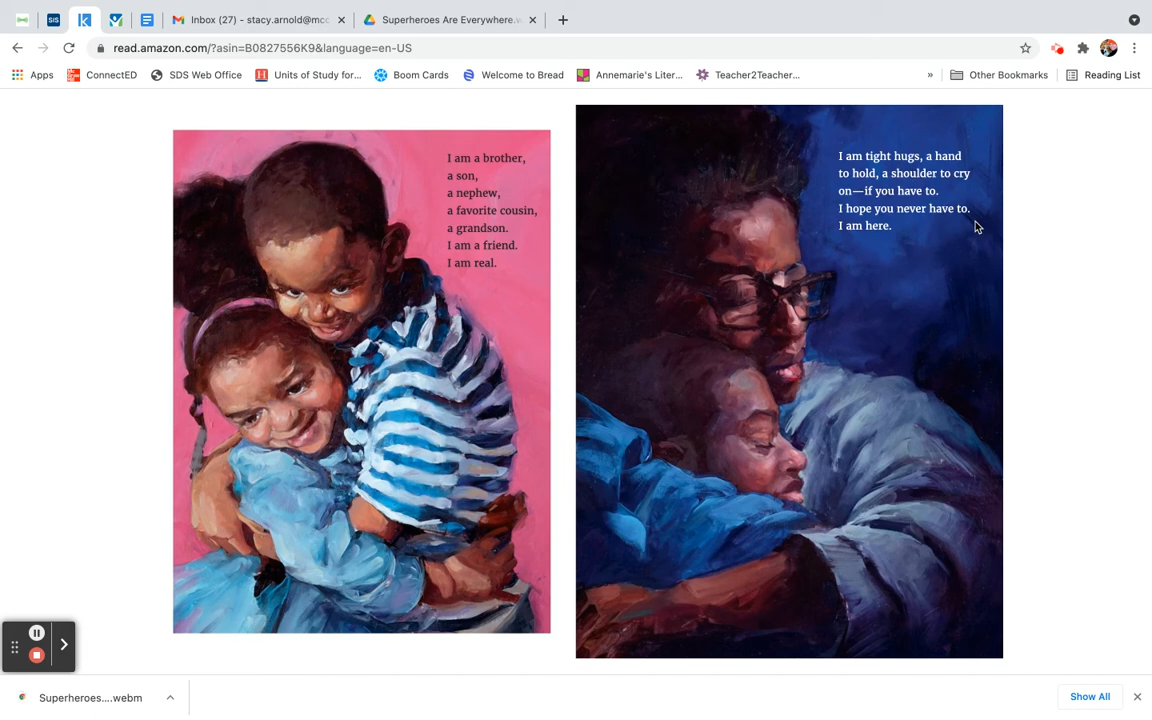 SIS
Inbox (27) - stacy.arnold@mcc
Superheroes Are Everywhere.w
read.amazon.com/?asin=B0827556K9&language=en-US
Apps
ConnectED
SDS Web Office
Units of Study for...
Boom Cards
Welcome to Bread
Annemarie's Liter...
Teacher2Teacher...
»
Other Bookmarks
Reading List
I am a brother,
a son,
a nephew,
a favorite cousin,
a grandson.
I am a friend.
I am real.
I am tight hugs, a hand
to hold, a shoulder to cry
on—if you have to.
I hope you never have to.
I am here.
Superheroes....webm
Show All